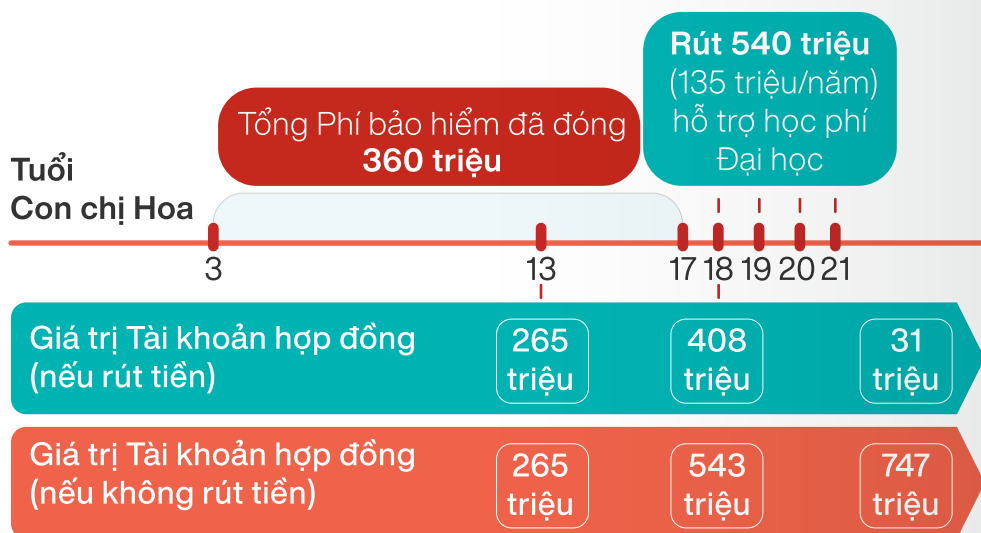 Rút 540 triệu
(135 triệu/năm)
hỗ trợ học phí
Đại học
Tổng Phí bảo hiểm đã đóng
360 triệu
Tuổi
Con chị Hoa
3 13 17 18 19 20 21
Giá trị Tài khoản hợp đồng
(nếu rút tiền)
265
triệu
408
triệu
31
triệu
Giá trị Tài khoản hợp đồng
(nếu không rút tiền)
265
triệu
543
triệu
747
triệu